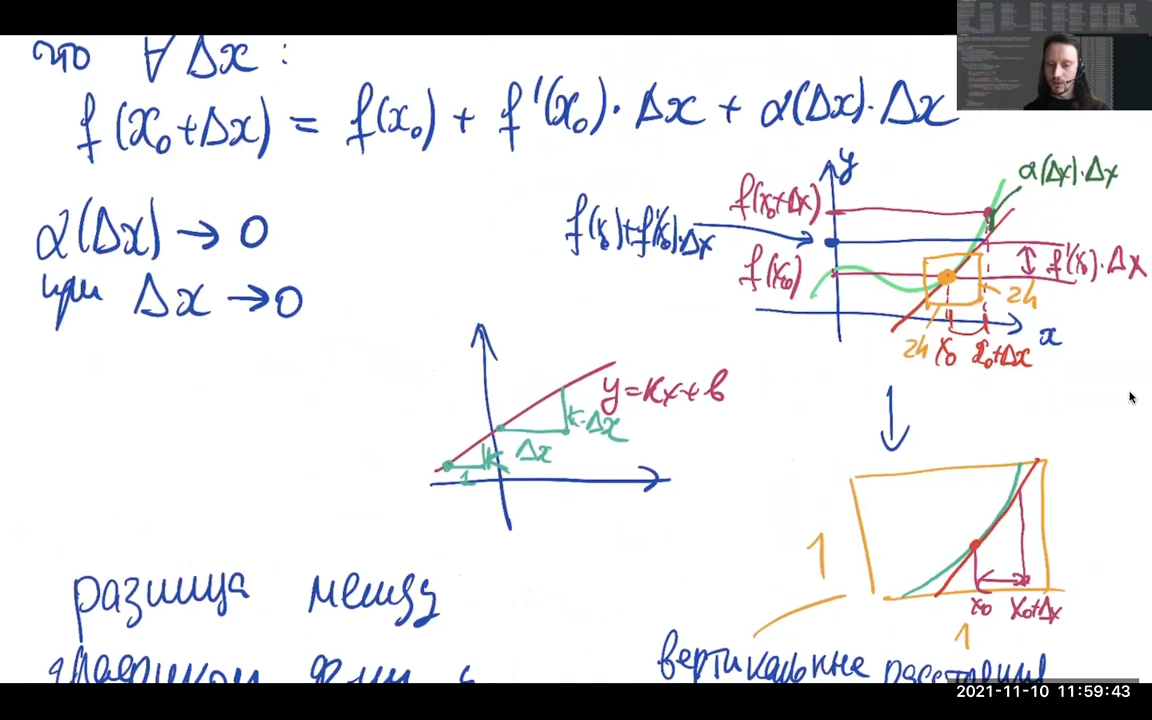 что ∀ Δx :
f(x₀+Δx) = f(x₀) + f'(x₀)·Δx + α(Δx)·Δx
α(Δx) → 0
при Δx → 0
y
α(Δx)·Δx
f(x₀+Δx)
f(x₀)+f'(x₀)·Δx
f(x₀)
f'(x₀)·Δx
2h
2h
x₀
x₀+Δx
x
y=kx+b
k·Δx
Δx
k
1
1
x₀
x₀+Δx
1
разница между
вертикальные
2021-11-10 11:59:43